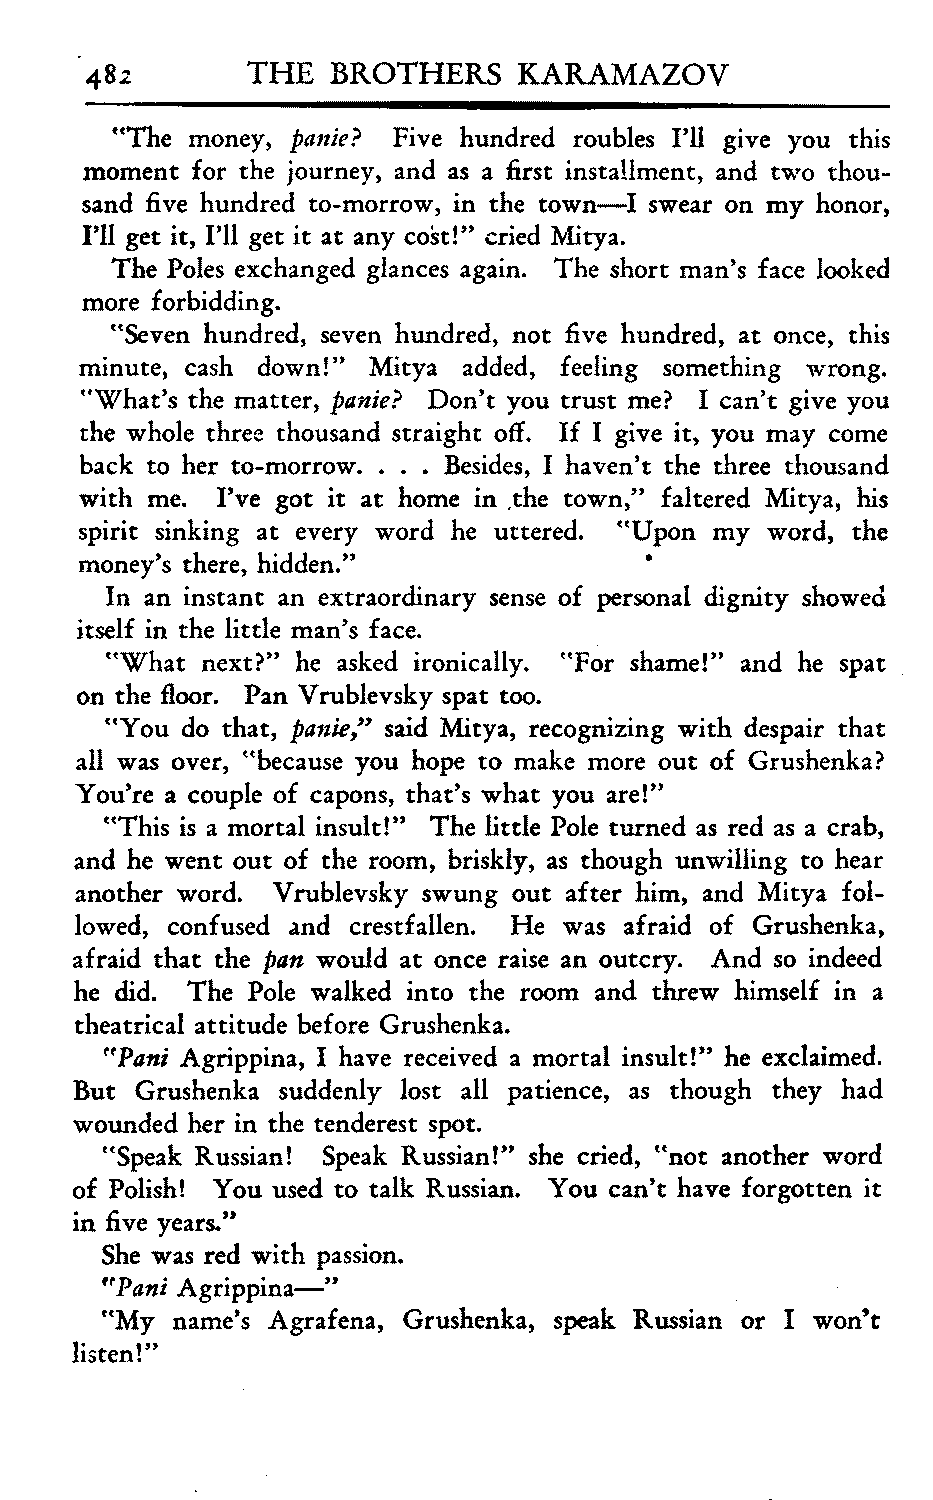 482 THE BROTHERS KARAMAZOV
"The money, panie? Five hundred roubles I'll give you this
moment for the journey, and as a first installment, and two thou-
sand five hundred to-morrow, in the town—I swear on my honor,
I'll get it, I'll get it at any cost!" cried Mitya.
The Poles exchanged glances again. The short man's face looked
more forbidding.
"Seven hundred, seven hundred, not five hundred, at once, this
minute, cash down!" Mitya added, feeling something wrong.
"What's the matter, panie? Don't you trust me? I can't give you
the whole three thousand straight off. If I give it, you may come
back to her to-morrow. . . . Besides, I haven't the three thousand
with me. I've got it at home in the town," faltered Mitya, his
spirit sinking at every word he uttered. "Upon my word, the
money's there, hidden."
In an instant an extraordinary sense of personal dignity showed
itself in the little man's face.
"What next?" he asked ironically. "For shame!" and he spat
on the floor. Pan Vrublevsky spat too.
"You do that, panie," said Mitya, recognizing with despair that
all was over, "because you hope to make more out of Grushenka?
You're a couple of capons, that's what you are!"
"This is a mortal insult!" The little Pole turned as red as a crab,
and he went out of the room, briskly, as though unwilling to hear
another word. Vrublevsky swung out after him, and Mitya fol-
lowed, confused and crestfallen. He was afraid of Grushenka,
afraid that the pan would at once raise an outcry. And so indeed
he did. The Pole walked into the room and threw himself in a
theatrical attitude before Grushenka.
"Pani Agrippina, I have received a mortal insult!" he exclaimed.
But Grushenka suddenly lost all patience, as though they had
wounded her in the tenderest spot.
"Speak Russian! Speak Russian!" she cried, "not another word
of Polish! You used to talk Russian. You can't have forgotten it
in five years."
She was red with passion.
"Pani Agrippina—"
"My name's Agrafena, Grushenka, speak Russian or I won't
listen!"